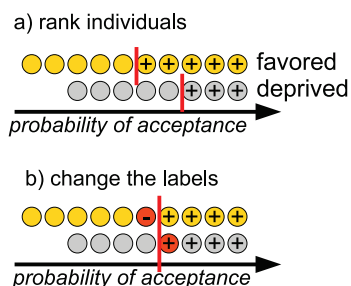 a) rank individuals
+ + + + + favored
+ + + deprived
probability of acceptance
b) change the labels
- + + + +
+ + + +
probability of acceptance